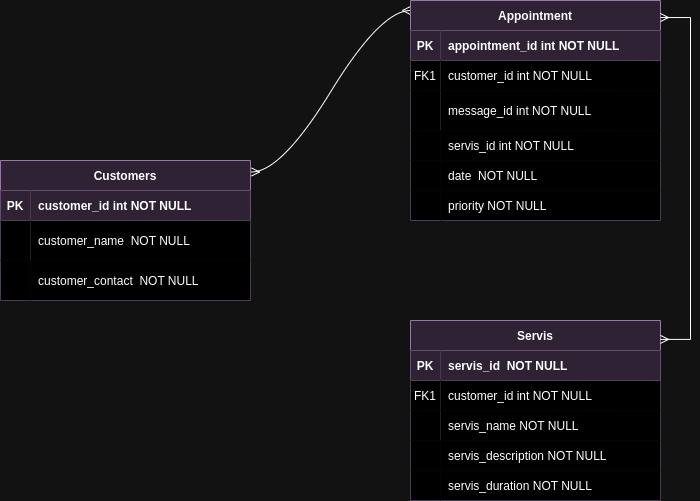 Appointment
PK appointment_id int NOT NULL
FK1 customer_id int NOT NULL
message_id int NOT NULL
servis_id int NOT NULL
date  NOT NULL
priority NOT NULL
Customers
PK customer_id int NOT NULL
customer_name  NOT NULL
customer_contact  NOT NULL
Servis
PK servis_id  NOT NULL
FK1 customer_id int NOT NULL
servis_name NOT NULL
servis_description NOT NULL
servis_duration NOT NULL